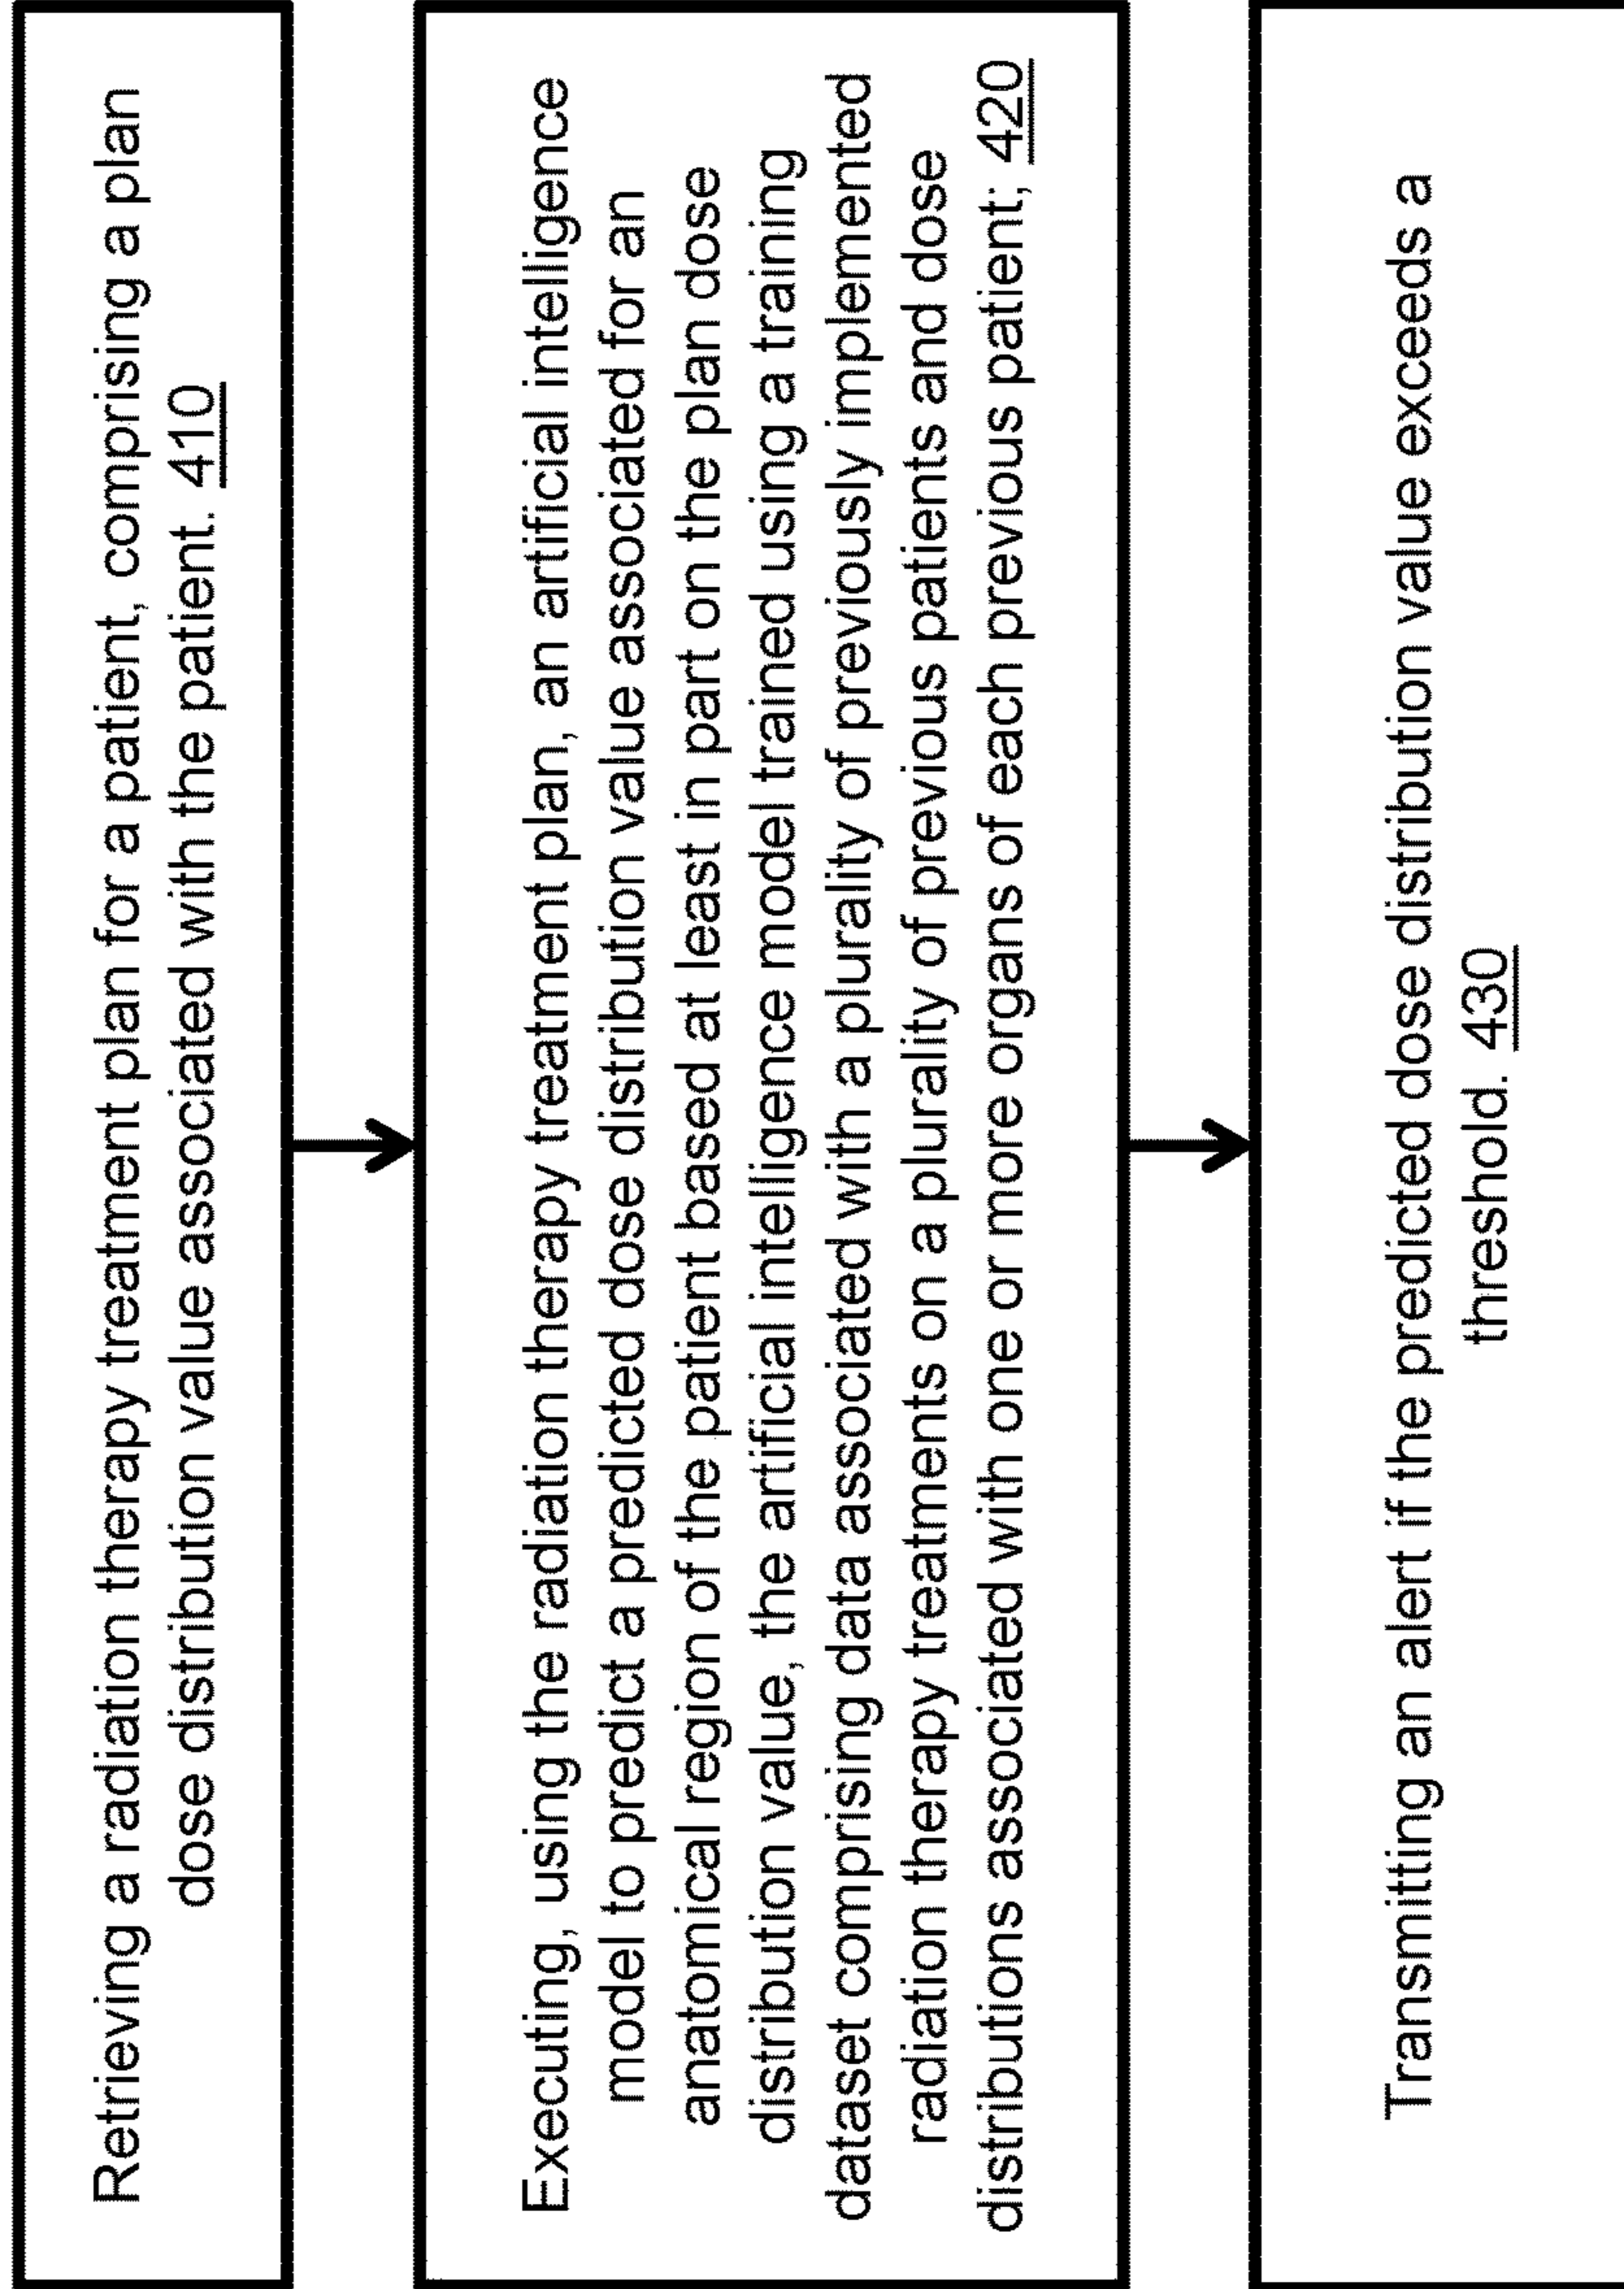 Retrieving a radiation therapy treatment plan for a patient, comprising a plan
dose distribution value associated with the patient. 410
Executing, using the radiation therapy treatment plan, an artificial intelligence
model to predict a predicted dose distribution value associated for an
anatomical region of the patient based at least in part on the plan dose
distribution value, the artificial intelligence model trained using a training
dataset comprising data associated with a plurality of previously implemented
radiation therapy treatments on a plurality of previous patients and dose
distributions associated with one or more organs of each previous patient; 420
Transmitting an alert if the predicted dose distribution value exceeds a
threshold. 430